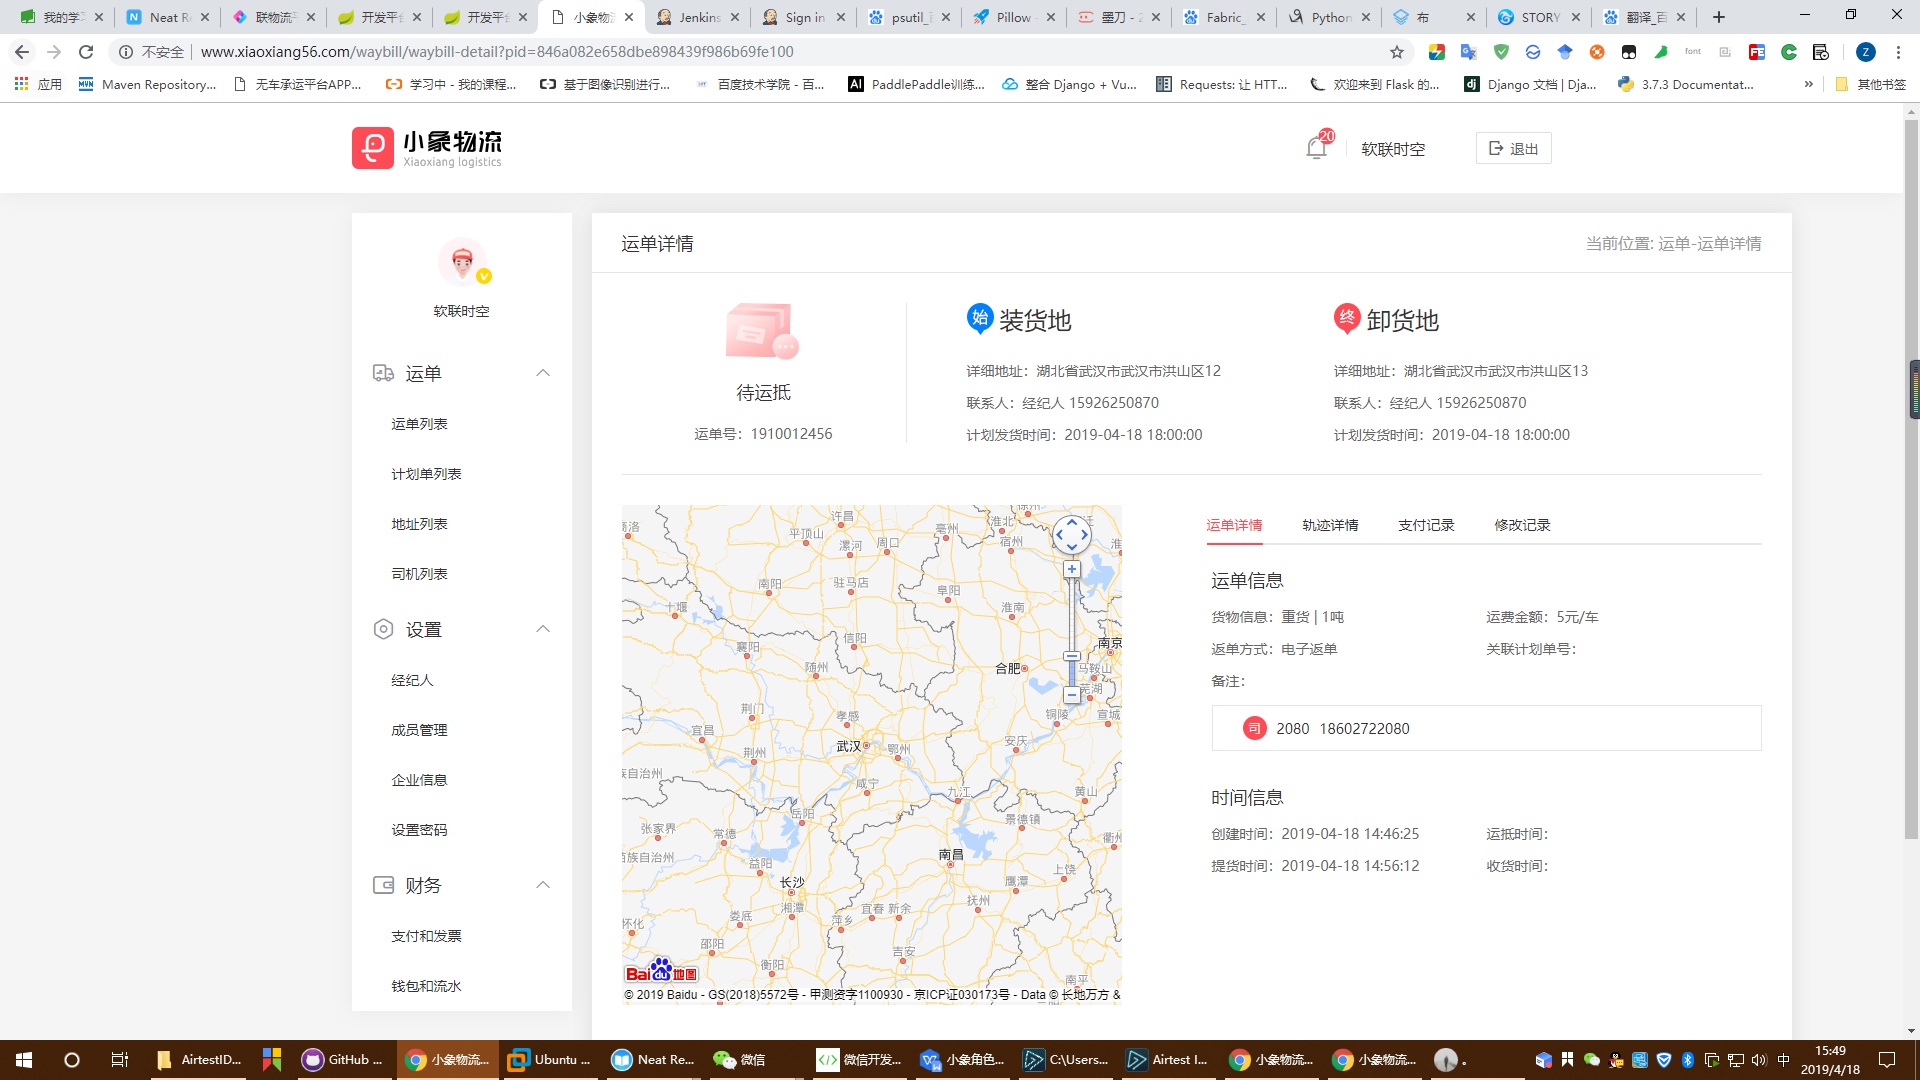 我的学
Neat R
联物流
开发平台
开发平台
小象物
Jenkins
Sign in
psutil_
Pillow
墨刀 - 2
Fabric_
Python
布
STORY
翻译_百
不安全
www.xiaoxiang56.com/waybill/waybill-detail?pid=846a082e658dbe898439f986b69fe100
应用
Maven Repository...
无车承运平台APP...
学习中 - 我的课程...
基于图像识别进行...
百度技术学院 - 百...
PaddlePaddle训练...
整合 Django + Vu...
Requests: 让 HTT...
欢迎来到 Flask 的...
Django 文档 | Dja...
3.7.3 Documentat...
»
其他书签
小象物流
Xiaoxiang logistics
20
软联时空
退出
软联时空
运单
运单列表
计划单列表
地址列表
司机列表
设置
经纪人
成员管理
企业信息
设置密码
财务
支付和发票
钱包和流水
运单详情
当前位置: 运单-运单详情
待运抵
运单号：1910012456
始 装货地
详细地址：湖北省武汉市武汉市洪山区12
联系人：经纪人 15926250870
计划发货时间：2019-04-18 18:00:00
终 卸货地
详细地址：湖北省武汉市武汉市洪山区13
联系人：经纪人 15926250870
计划发货时间：2019-04-18 18:00:00
商洛
许昌
平顶山
漯河
周口
亳州
淮北
徐州
宿州
南阳
驻马店
阜阳
十堰
淮南
襄阳
信阳
随州
合肥
南京
马鞍山
芜湖
荆门
孝感
铜陵
宣城
宜昌
荆州
武汉
鄂州
安庆
族自治州
咸宁
九江
黄山
岳阳
张家界
常德
景德镇
衢州
苗族自治州
益阳
南昌
长沙
鹰潭
上饶
湘潭
宜春
新余
抚州
怀化
娄底
萍乡
邵阳
吉安
衡阳
南平
Bai du 地图
© 2019 Baidu - GS(2018)5572号 - 甲测资字1100930 - 京ICP证030173号 - Data © 长地万方 &
运单详情
轨迹详情
支付记录
修改记录
运单信息
货物信息：重货 | 1吨
运费金额：5元/车
返单方式：电子返单
关联计划单号：
备注：
司 2080 18602722080
时间信息
创建时间：2019-04-18 14:46:25
运抵时间：
提货时间：2019-04-18 14:56:12
收货时间：
AirtestID...
GitHub ...
小象物流...
Ubuntu ...
Neat Re...
微信
微信开发...
小象角色...
C:\Users...
Airtest I...
小象物流...
小象物流...
中
15:49
2019/4/18